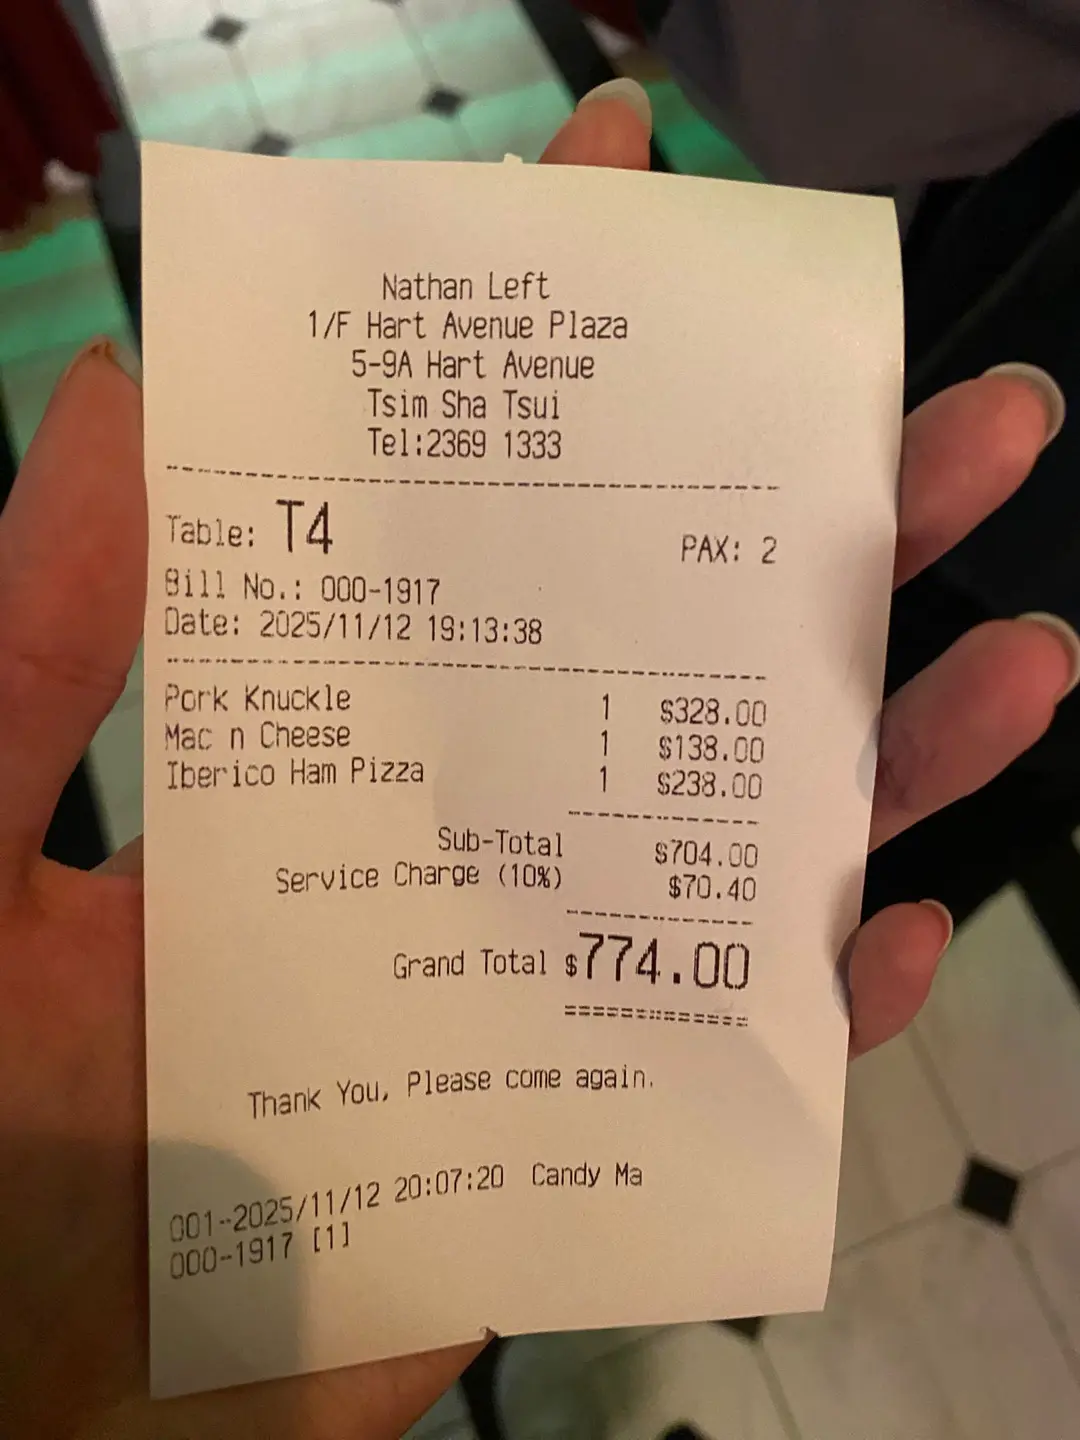 Nathan Left
1/F Hart Avenue Plaza
5-9A Hart Avenue
Tsim Sha Tsui
Tel:2369 1333
Table: T4 PAX: 2
Bill No.: 000-1917
Date: 2025/11/12 19:13:38
Pork Knuckle 1 $328.00
Mac n Cheese 1 $138.00
Iberico Ham Pizza 1 $238.00
Sub-Total $704.00
Service Charge (10%) $70.40
Grand Total $774.00
Thank You, Please come again.
001-2025/11/12 20:07:20 Candy Ma
000-1917 [1]